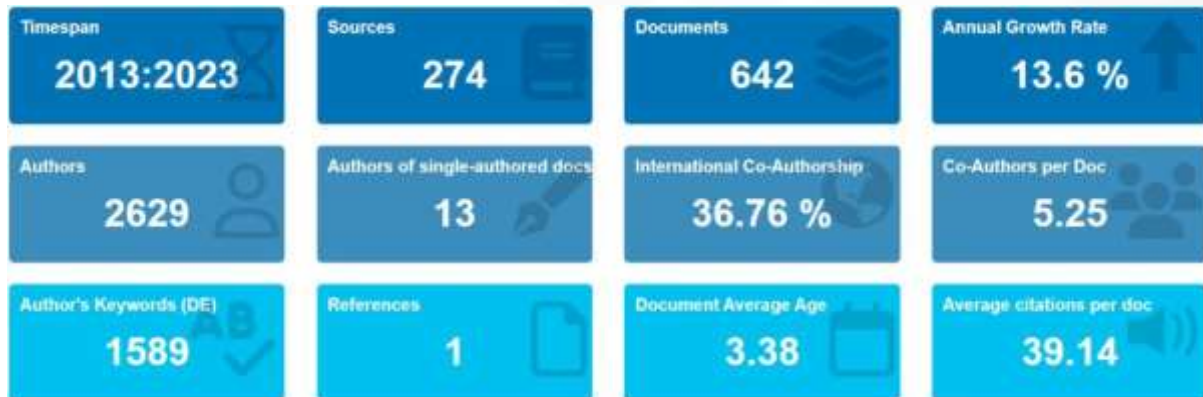 Timespan
2013:2023
Sources
274
Documents
642
Annual Growth Rate
13.6 %
Authors
2629
Authors of single-authored docs
13
International Co-Authorship
36.76 %
Co-Authors per Doc
5.25
Author's Keywords (DE)
1589
AB
References
1
Document Average Age
3.38
Average citations per doc
39.14